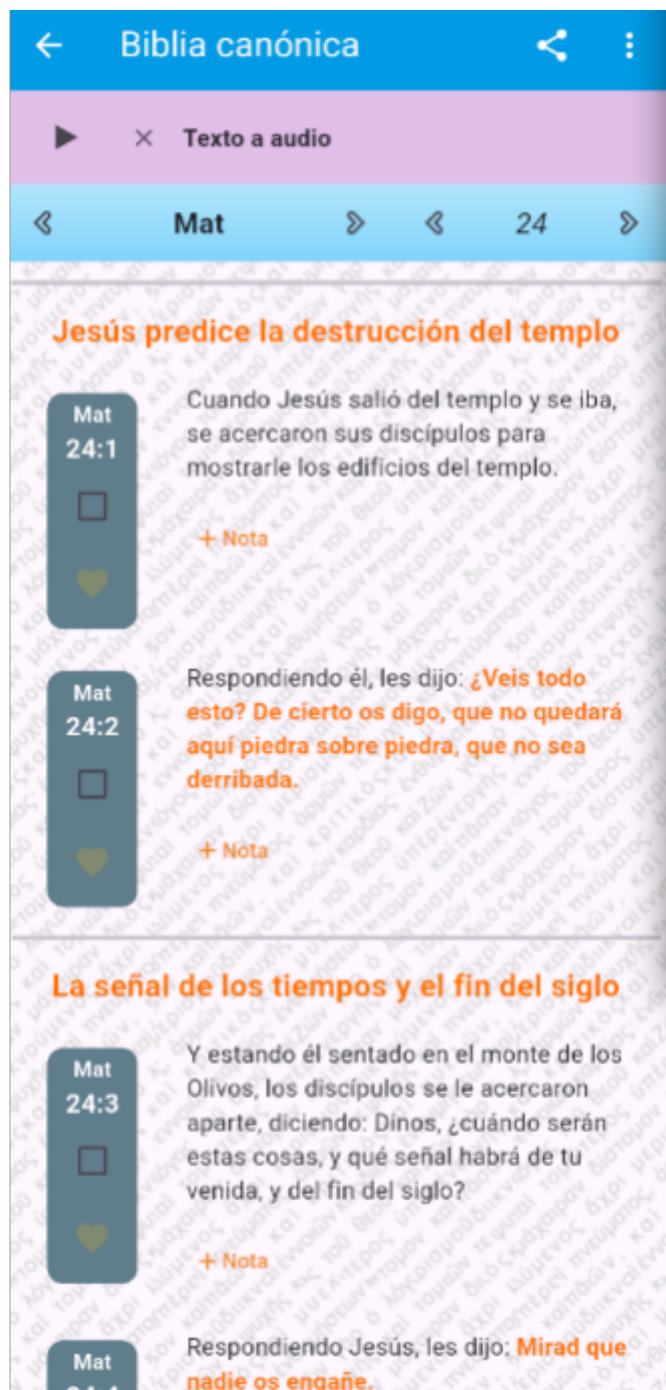 Biblia canónica
Texto a audio
Mat
24
Jesús predice la destrucción del templo
Mat
24:1
Cuando Jesús salió del templo y se iba,
se acercaron sus discípulos para
mostrarle los edificios del templo.
+ Nota
Mat
24:2
Respondiendo él, les dijo: ¿Veis todo
esto? De cierto os digo, que no quedará
aquí piedra sobre piedra, que no sea
derribada.
+ Nota
La señal de los tiempos y el fin del siglo
Mat
24:3
Y estando él sentado en el monte de los
Olivos, los discípulos se le acercaron
aparte, diciendo: Dinos, ¿cuándo serán
estas cosas, y qué señal habrá de tu
venida, y del fin del siglo?
+ Nota
Mat
24:4
Respondiendo Jesús, les dijo: Mirad que
nadie os engañe.